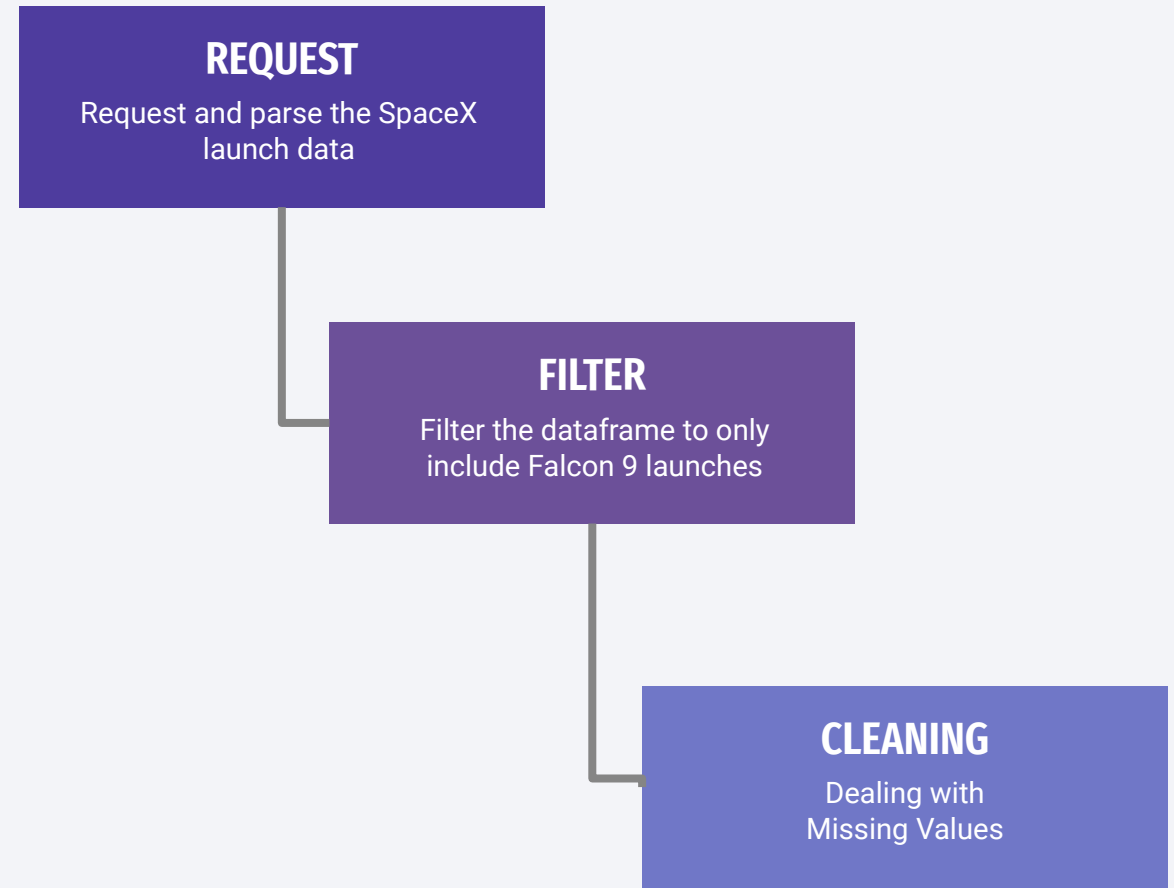 REQUEST
Request and parse the SpaceX
launch data
FILTER
Filter the dataframe to only
include Falcon 9 launches
CLEANING
Dealing with
Missing Values